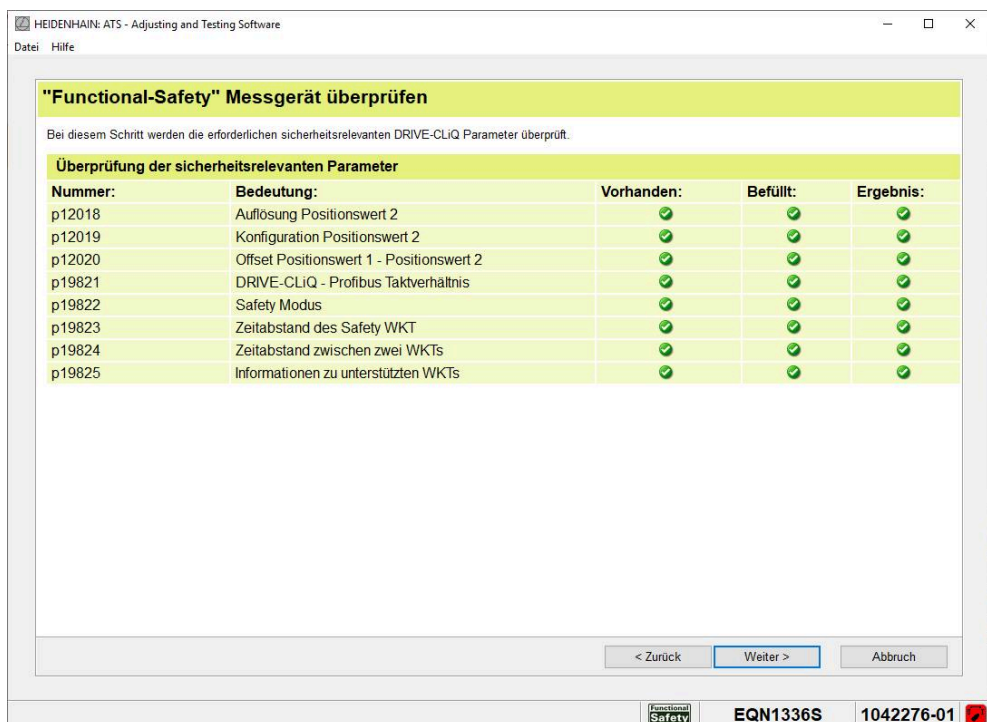 HEIDENHAIN: ATS - Adjusting and Testing Software
Datei Hilfe
"Functional-Safety" Messgerät überprüfen
Bei diesem Schritt werden die erforderlichen sicherheitsrelevanten DRIVE-CLiQ Parameter überprüft.
Überprüfung der sicherheitsrelevanten Parameter
Nummer: Bedeutung: Vorhanden: Befüllt: Ergebnis:
p12018 Auflösung Positionswert 2
p12019 Konfiguration Positionswert 2
p12020 Offset Positionswert 1 - Positionswert 2
p19821 DRIVE-CLiQ - Profibus Taktverhältnis
p19822 Safety Modus
p19823 Zeitabstand des Safety WKT
p19824 Zeitabstand zwischen zwei WKTs
p19825 Informationen zu unterstützten WKTs
< Zurück Weiter > Abbruch
Functional
Safety EQN1336S 1042276-01